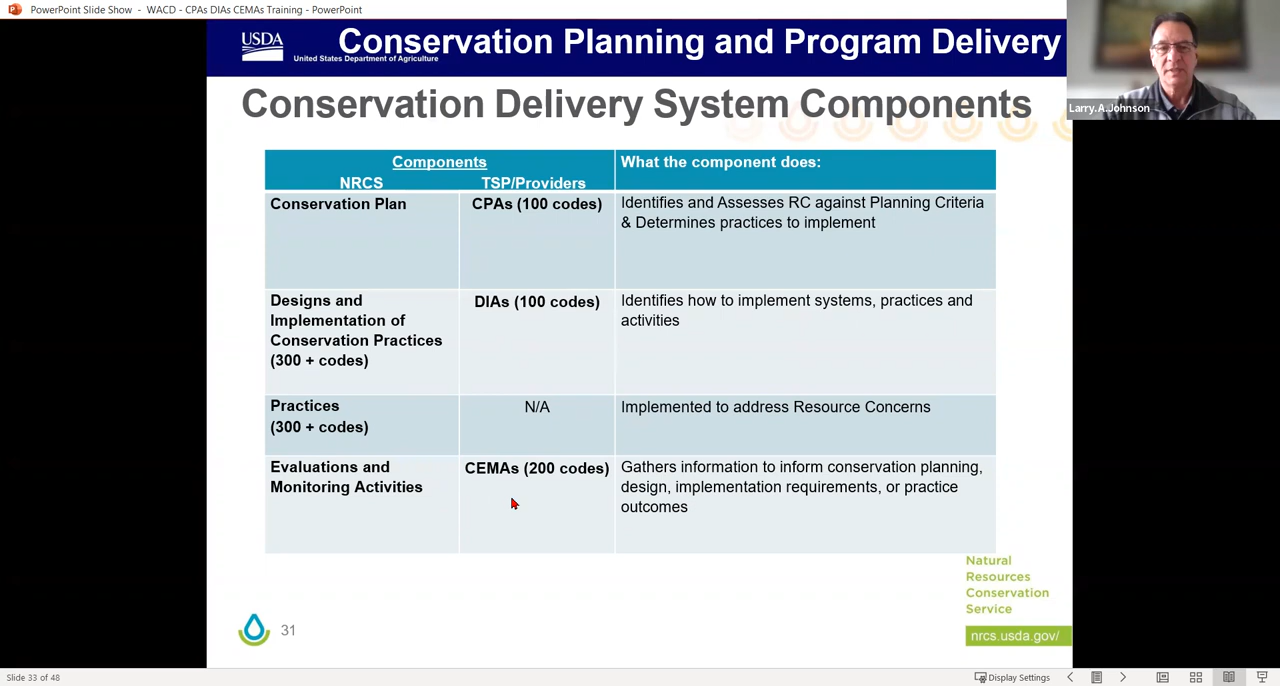 PowerPoint Slide Show - WACD - CPAs DIAs CEMAs Training - PowerPoint
USDA
United States Department of Agriculture
Conservation Planning and Program Delivery
Larry.A.Johnson
Conservation Delivery System Components
Components
NRCS
TSP/Providers
What the component does:
Conservation Plan
CPAs (100 codes)
Identifies and Assesses RC against Planning Criteria
& Determines practices to implement
Designs and
Implementation of
Conservation Practices
(300 + codes)
DIAs (100 codes)
Identifies how to implement systems, practices and
activities
Practices
(300 + codes)
N/A
Implemented to address Resource Concerns
Evaluations and
Monitoring Activities
CEMAs (200 codes)
Gathers information to inform conservation planning,
design, implementation requirements, or practice
outcomes
Natural
Resources
Conservation
Service
nrcs.usda.gov/
31
Slide 33 of 48
Display Settings